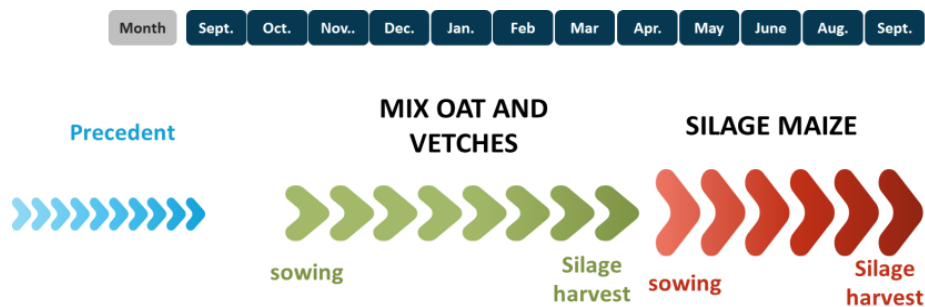 Month Sept. Oct. Nov.. Dec. Jan. Feb Mar Apr. May June Aug. Sept.
Precedent
MIX OAT AND
VETCHES
SILAGE MAIZE
sowing
Silage
harvest
sowing
Silage
harvest